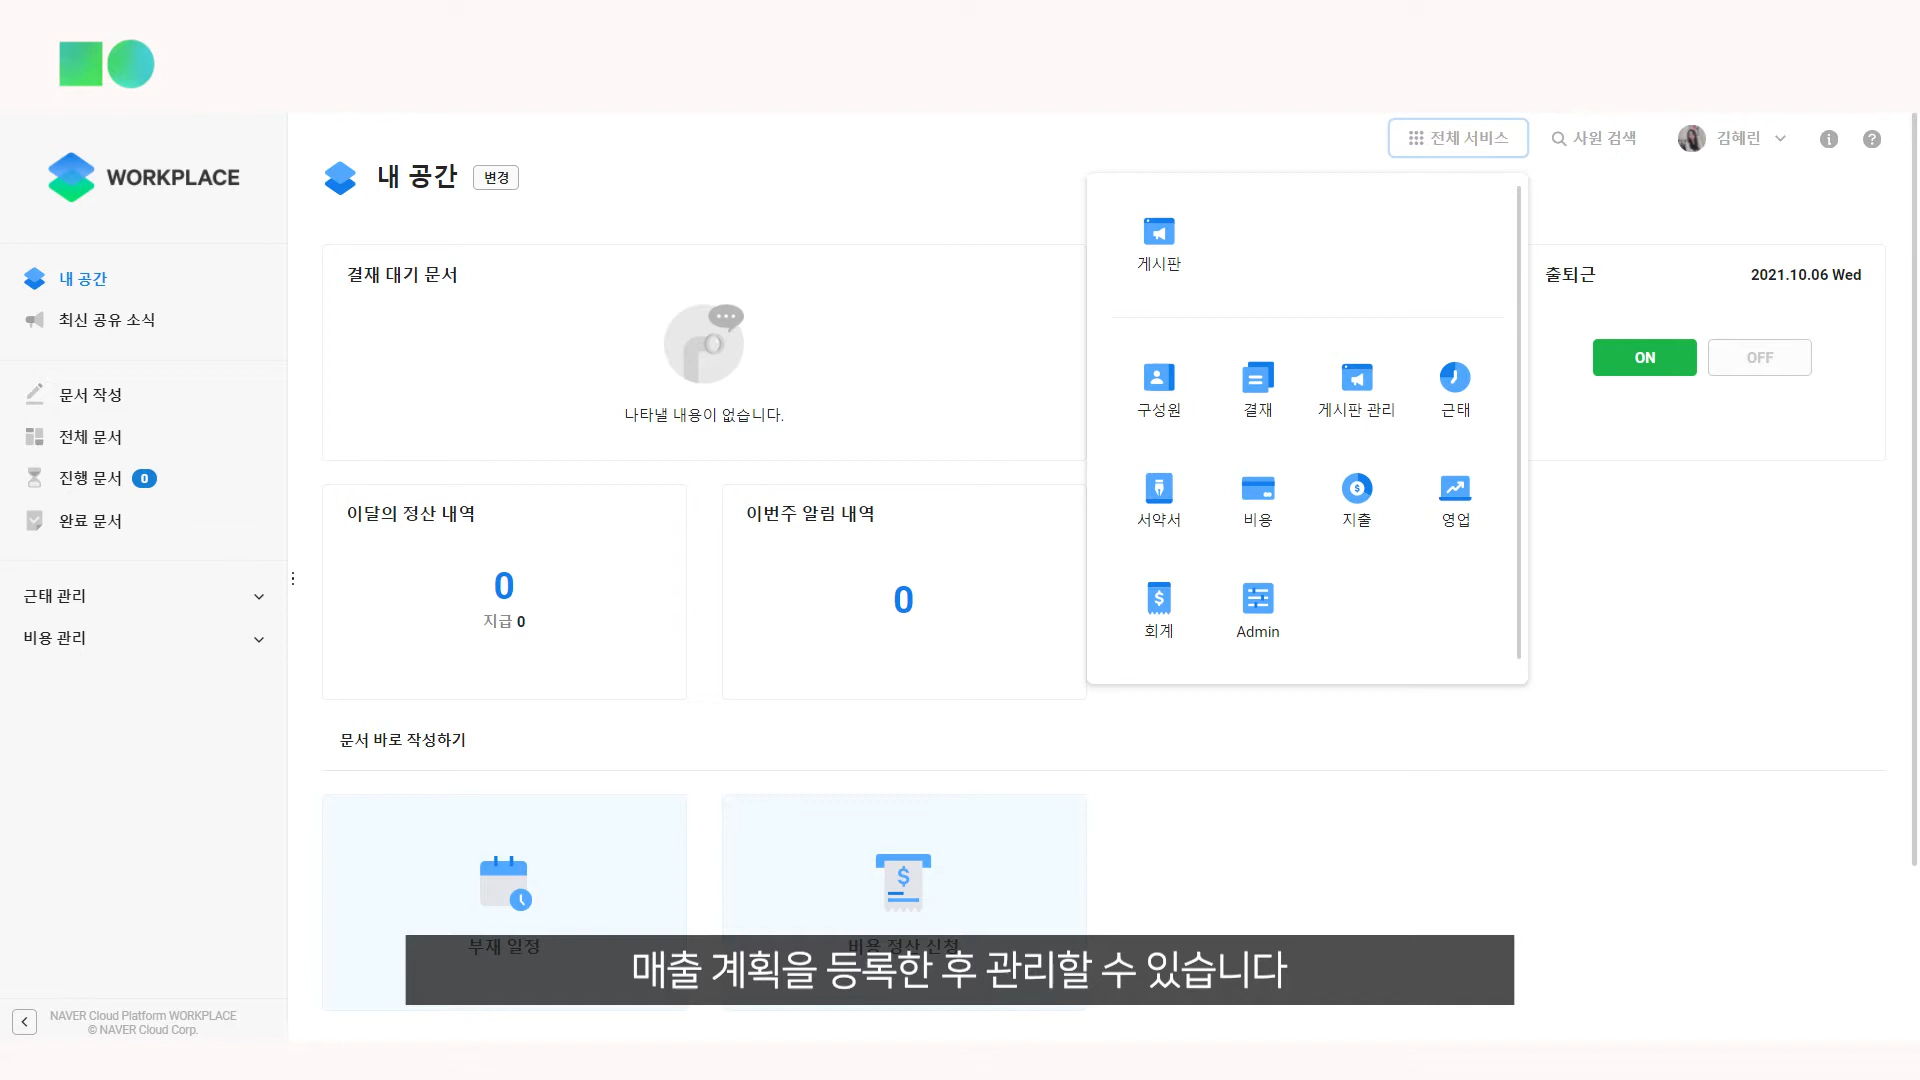 전체 서비스
사원 검색
김혜린
WORKPLACE
내 공간
변경
내 공간
최신 공유 소식
문서 작성
전체 문서
진행 문서 0
완료 문서
근태 관리
비용 관리
NAVER Cloud Platform WORKPLACE
© NAVER Cloud Corp.
결재 대기 문서
나타낼 내용이 없습니다.
게시판
구성원
결재
게시판 관리
근태
서약서
비용
지출
영업
회계
Admin
출퇴근
2021.10.06 Wed
ON
OFF
이달의 정산 내역
0
지급 0
이번주 알림 내역
0
문서 바로 작성하기
부재 일정
비용 정산 신청
매출 계획을 등록한 후 관리할 수 있습니다